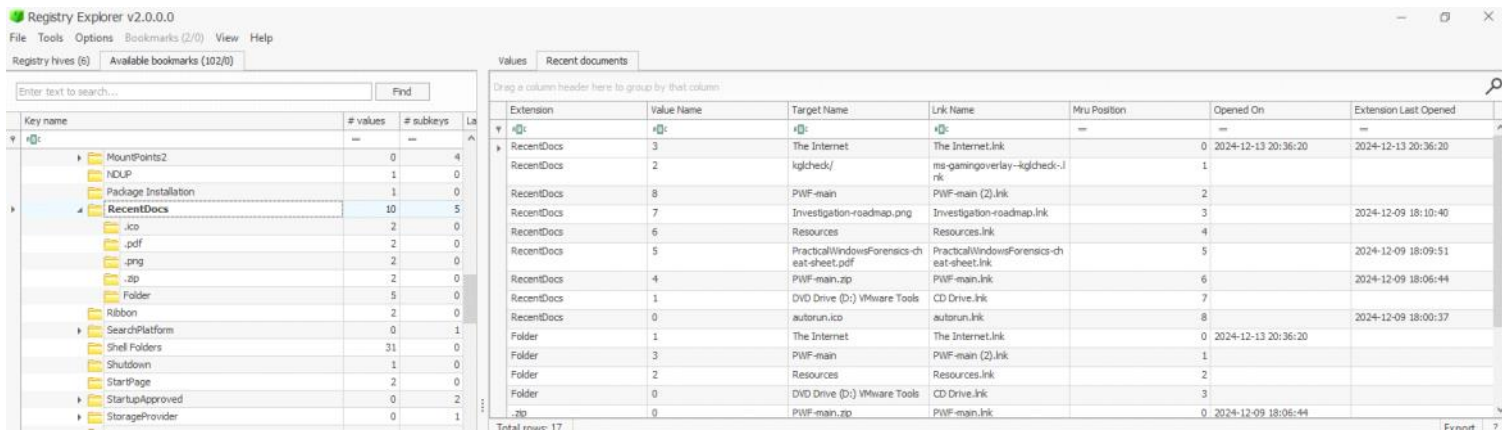 Registry Explorer v2.0.0.0
File Tools Options Bookmarks (2/0) View Help
Registry hives (6) Available bookmarks (102/0)
Enter text to search... Find
Key name # values # subkeys La
MountPoints2 0 4
NDUP 1 0
Package Installation 1 0
RecentDocs 10 5
.ico 2 0
.pdf 2 0
.png 2 0
.zip 2 0
Folder 5 0
Ribbon 2 0
SearchPlatform 0 1
Shell Folders 31 0
Shutdown 1 0
StartPage 2 0
StartupApproved 0 2
StorageProvider 0 1
Values Recent documents
Drag a column header here to group by that column
Extension Value Name Target Name Lnk Name Mru Position Opened On Extension Last Opened
RecentDocs 3 The Internet The Internet.lnk 0 2024-12-13 20:36:20 2024-12-13 20:36:20
RecentDocs 2 kglcheck/ ms-gamingoverlay--kglcheck-.l 1
nk
RecentDocs 8 PWF-main PWF-main (2).lnk 2
RecentDocs 7 Investigation-roadmap.png Investigation-roadmap.lnk 3 2024-12-09 18:10:40
RecentDocs 6 Resources Resources.lnk 4
RecentDocs 5 PracticalWindowsForensics-ch PracticalWindowsForensics-ch 5 2024-12-09 18:09:51
eat-sheet.pdf eat-sheet.lnk
RecentDocs 4 PWF-main.zip PWF-main.lnk 6 2024-12-09 18:06:44
RecentDocs 1 DVD Drive (D:) VMware Tools CD Drive.lnk 7
RecentDocs 0 autorun.ico autorun.lnk 8 2024-12-09 18:00:37
Folder 1 The Internet The Internet.lnk 0 2024-12-13 20:36:20
Folder 3 PWF-main PWF-main (2).lnk 1
Folder 2 Resources Resources.lnk 2
Folder 0 DVD Drive (D:) VMware Tools CD Drive.lnk 3
.zip 0 PWF-main.zip PWF-main.lnk 0 2024-12-09 18:06:44
Total rows: 17 Export ?